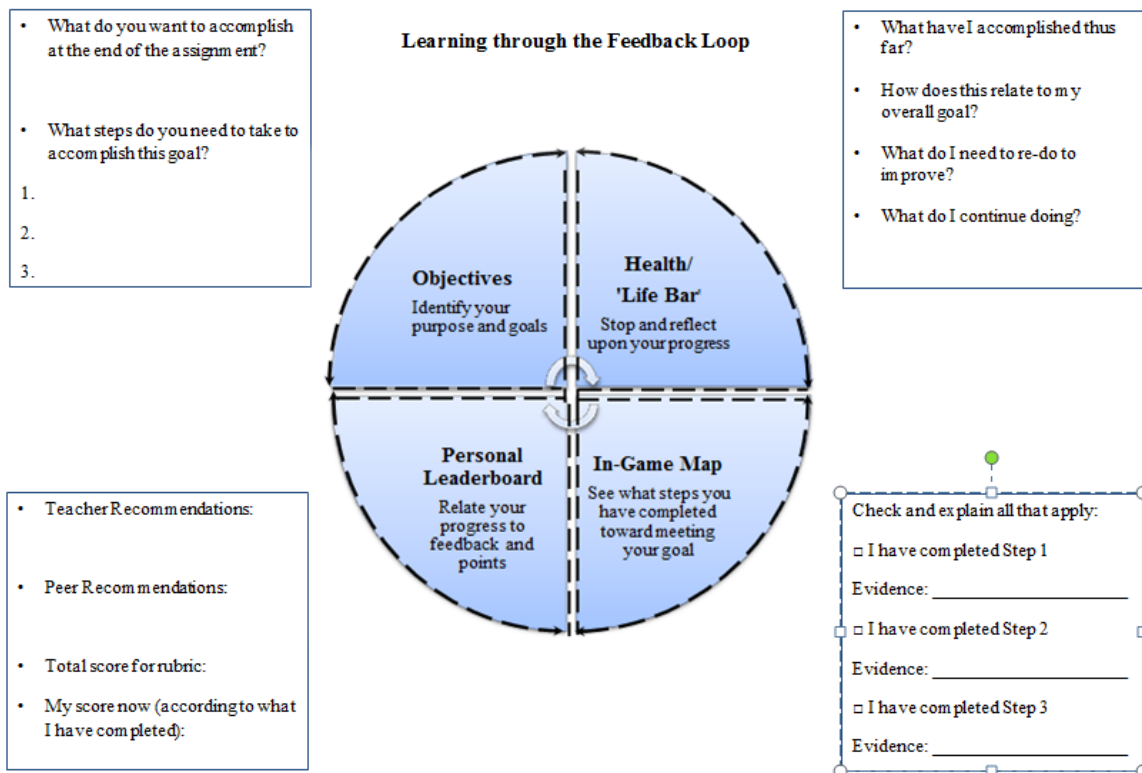 Learning through the Feedback Loop
• What do you want to accomplish
at the end of the assignment?
• What steps do you need to take to
accomplish this goal?
1.
2.
3.
• What have I accomplished thus
far?
• How does this relate to my
overall goal?
• What do I need to re-do to
improve?
• What do I continue doing?
Objectives
Identify your
purpose and goals
Health/
'Life Bar'
Stop and reflect
upon your progress
Personal
Leaderboard
Relate your
progress to
feedback and
points
In-Game Map
See what steps you
have completed
toward meeting
your goal
• Teacher Recommendations:
• Peer Recommendations:
• Total score for rubric:
• My score now (according to what
I have completed):
Check and explain all that apply:
□ I have completed Step 1
Evidence: ______________________
□ I have completed Step 2
Evidence: ______________________
□ I have completed Step 3
Evidence: ______________________